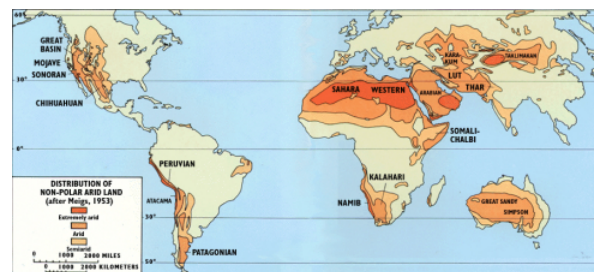 60°
GREAT
BASIN
MOJAVE
SONORAN
30°
CHIHUAHUAN
0°
PERUVIAN
ATACAMA
30°
PATAGONIAN
50°
SAHARA
WESTERN
ARABIAN
KARA
KUM
TAKLIMAKAN
LUT
THAR
SOMALI-
CHALBI
KALAHARI
NAMIB
GREAT SANDY
SIMPSON
DISTRIBUTION OF
NON-POLAR ARID LAND
(after Meigs, 1953)
Extremely arid
Arid
Semiarid
0 1000 2000 MILES
0 1000 2000 KILOMETERS